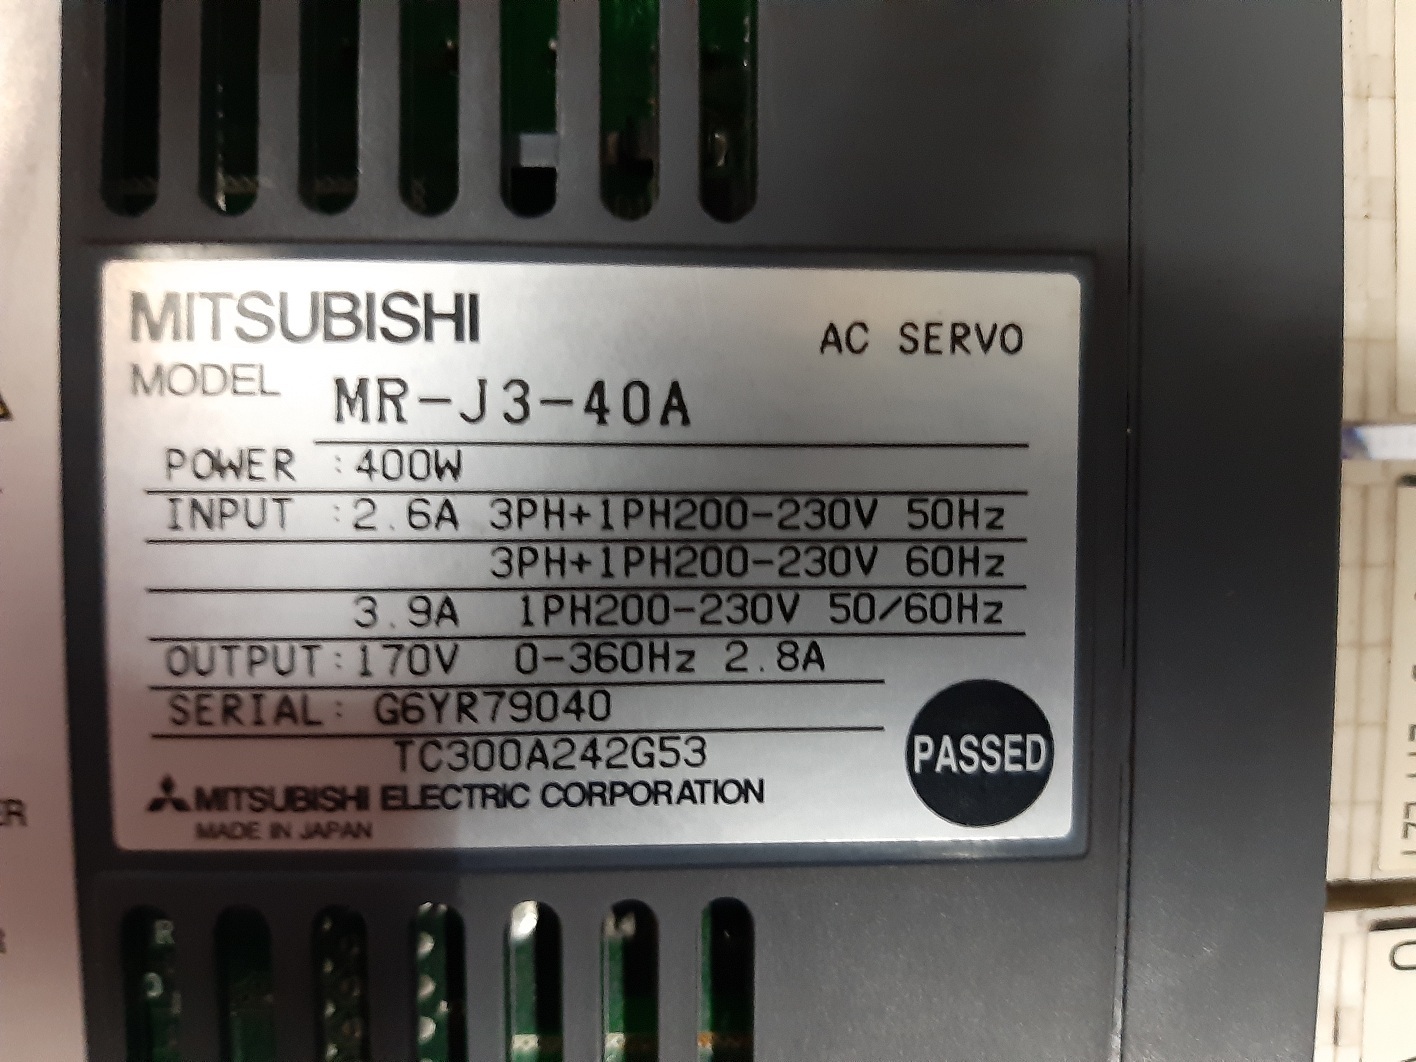 MITSUBISHI
AC SERVO
MODEL MR-J3-40A
POWER : 400W
INPUT : 2.6A 3PH+1PH200-230V 50Hz
3PH+1PH200-230V 60Hz
3.9A 1PH200-230V 50/60Hz
OUTPUT: 170V 0-360Hz 2.8A
SERIAL: G6YR79040
TC300A242G53
PASSED
MITSUBISHI ELECTRIC CORPORATION
MADE IN JAPAN